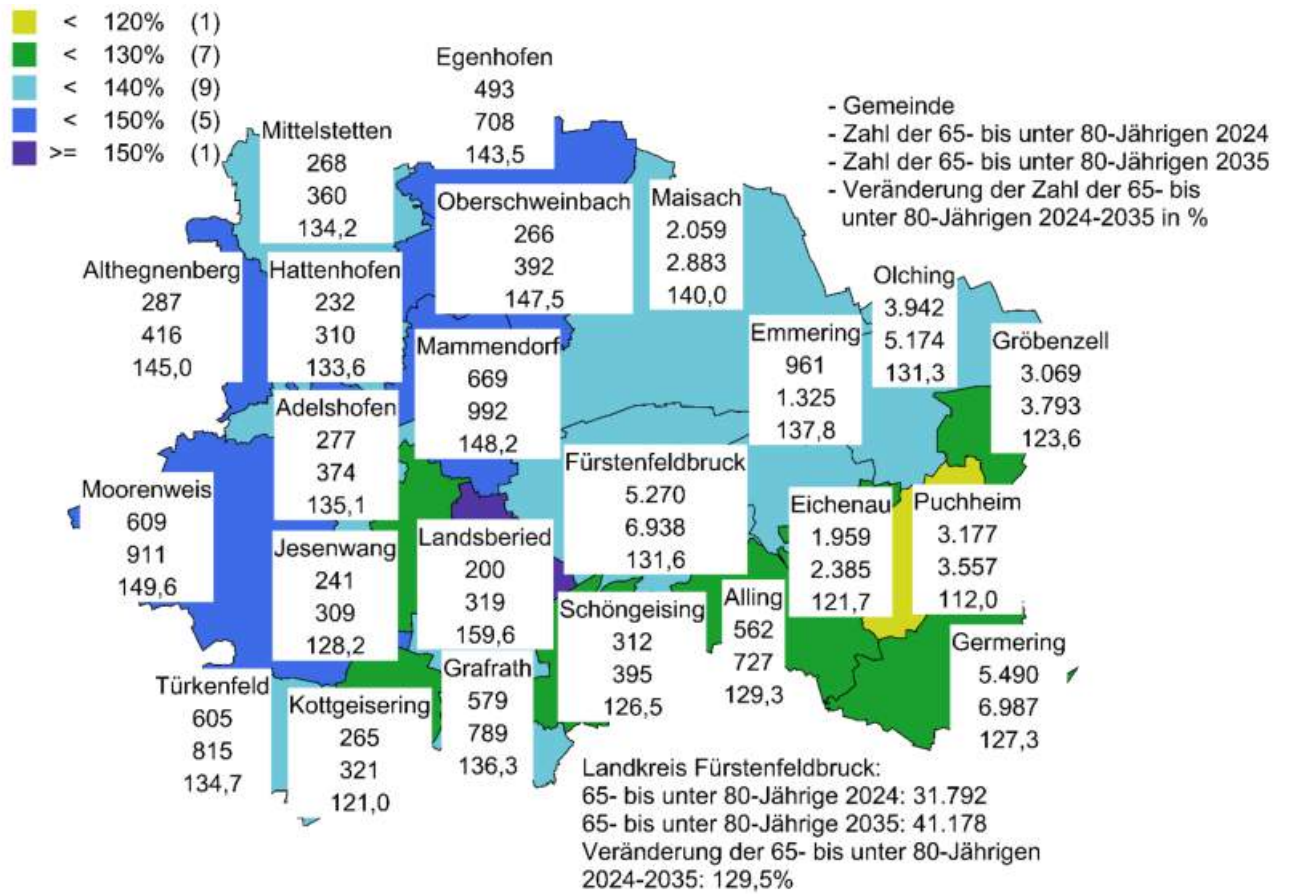 < 120% (1)
< 130% (7)
< 140% (9)
< 150% (5)
>= 150% (1)
- Gemeinde
- Zahl der 65- bis unter 80-Jährigen 2024
- Zahl der 65- bis unter 80-Jährigen 2035
- Veränderung der Zahl der 65- bis
unter 80-Jährigen 2024-2035 in %
Egenhofen
493
708
143,5
Mittelstetten
268
360
134,2
Oberschweinbach
266
392
147,5
Maisach
2.059
2.883
140,0
Althegnenberg
287
416
145,0
Hattenhofen
232
310
133,6
Olching
3.942
5.174
131,3
Mammendorf
669
992
148,2
Emmering
961
1.325
137,8
Gröbenzell
3.069
3.793
123,6
Adelshofen
277
374
135,1
Fürstenfeldbruck
5.270
6.938
131,6
Moorenweis
609
911
149,6
Eichenau
1.959
2.385
121,7
Puchheim
3.177
3.557
112,0
Jesenwang
241
309
128,2
Landsberied
200
319
159,6
Schöngeising
312
395
126,5
Alling
562
727
129,3
Germering
5.490
6.987
127,3
Türkenfeld
605
815
134,7
Kottgeisering
265
321
121,0
Grafrath
579
789
136,3
Landkreis Fürstenfeldbruck:
65- bis unter 80-Jährige 2024: 31.792
65- bis unter 80-Jährige 2035: 41.178
Veränderung der 65- bis unter 80-Jährigen
2024-2035: 129,5%